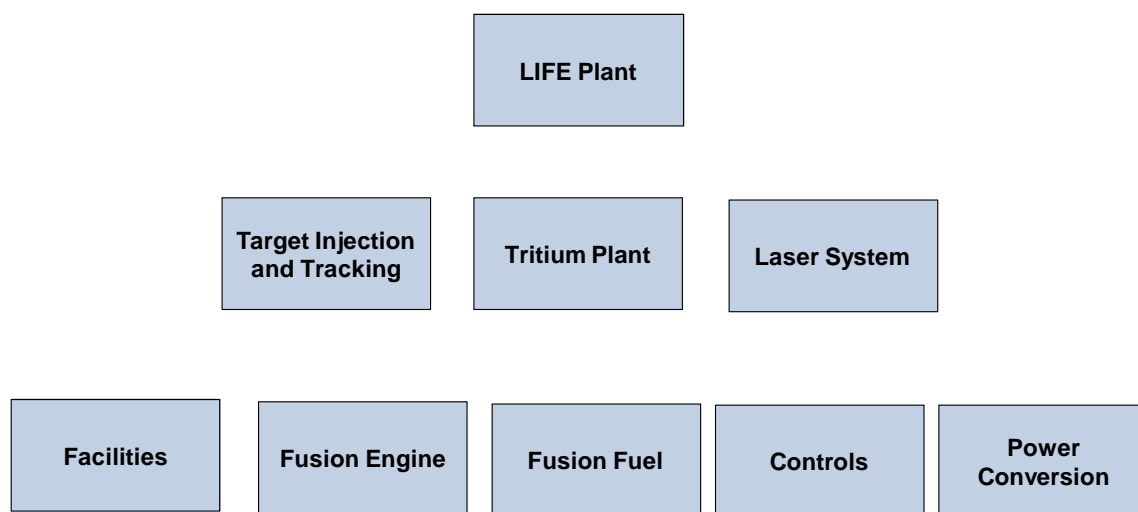 LIFE Plant
Target Injection
and Tracking
Tritium Plant
Laser System
Facilities
Fusion Engine
Fusion Fuel
Controls
Power
Conversion